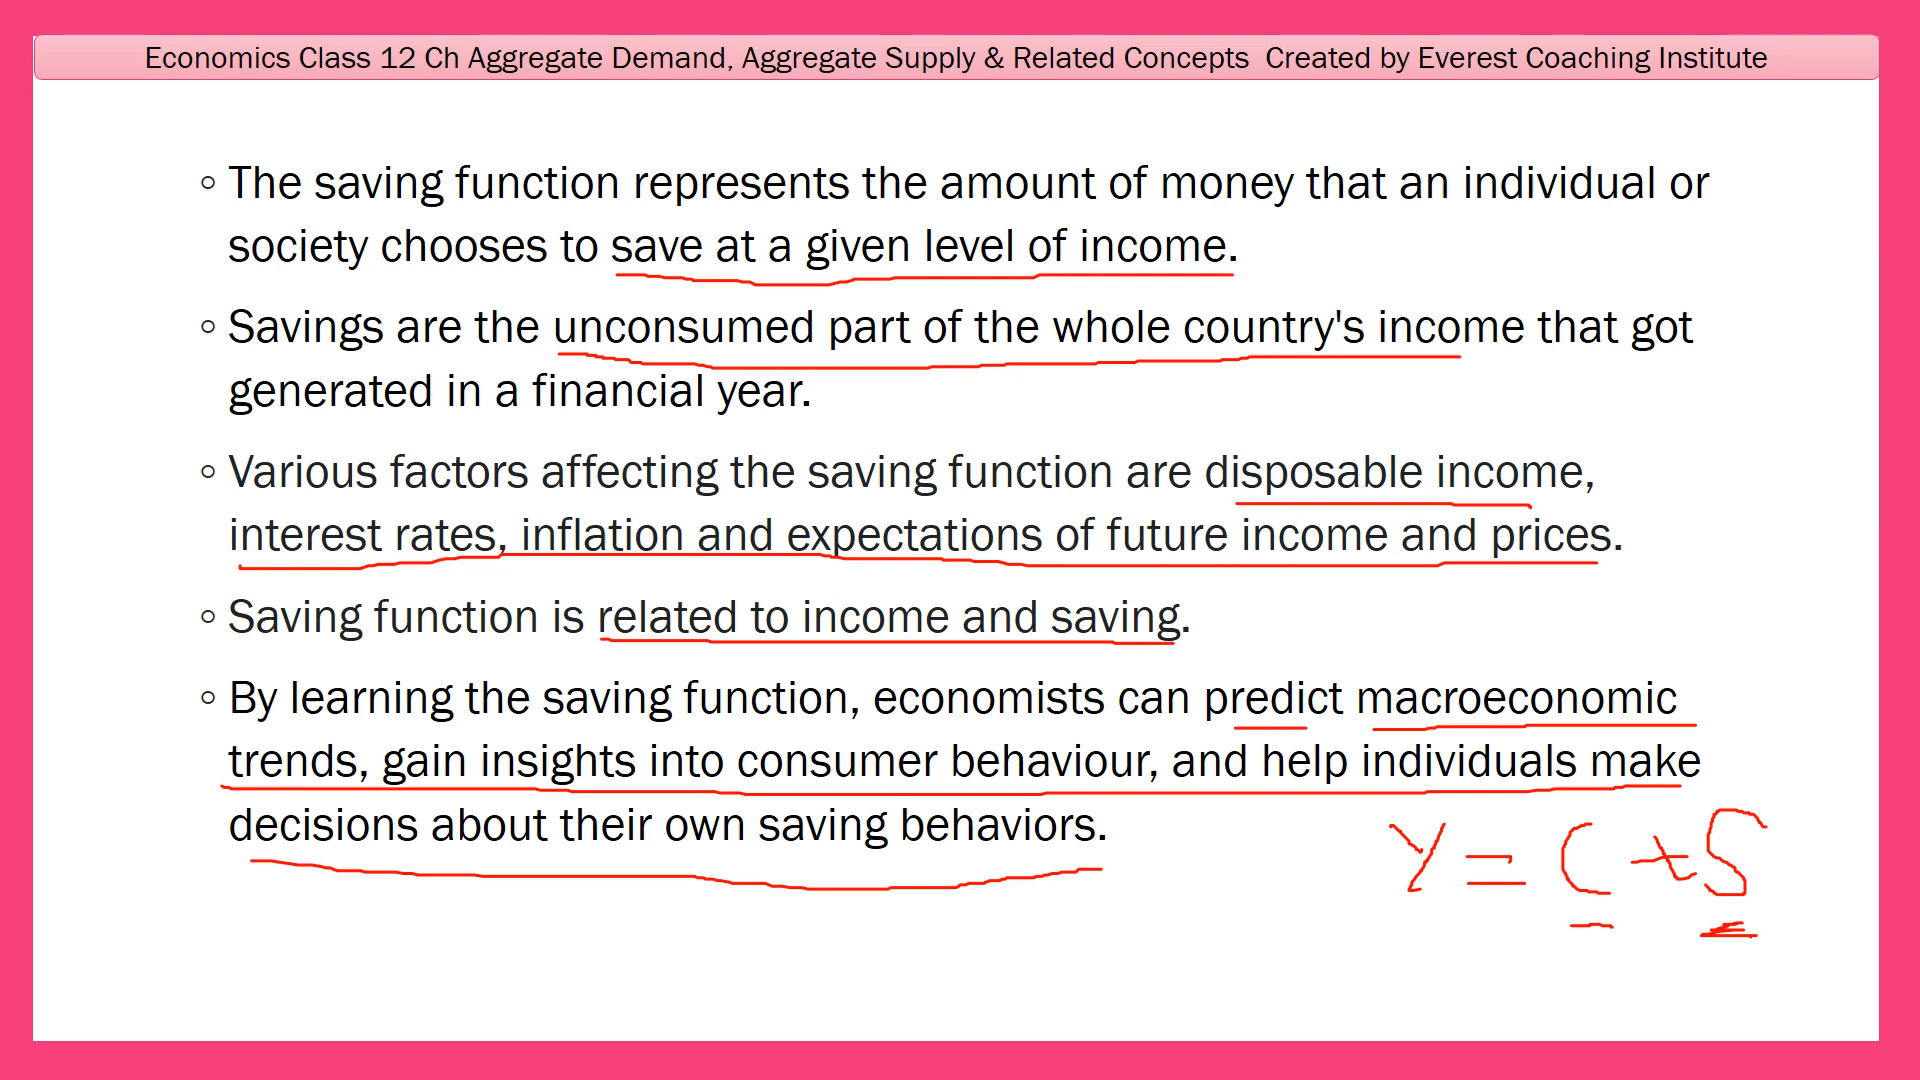 Economics Class 12 Ch Aggregate Demand, Aggregate Supply & Related Concepts  Created by Everest Coaching Institute
◦ The saving function represents the amount of money that an individual or
society chooses to save at a given level of income.
◦ Savings are the unconsumed part of the whole country's income that got
generated in a financial year.
◦ Various factors affecting the saving function are disposable income,
interest rates, inflation and expectations of future income and prices.
◦ Saving function is related to income and saving.
◦ By learning the saving function, economists can predict macroeconomic
trends, gain insights into consumer behaviour, and help individuals make
decisions about their own saving behaviors.
Y = C + S